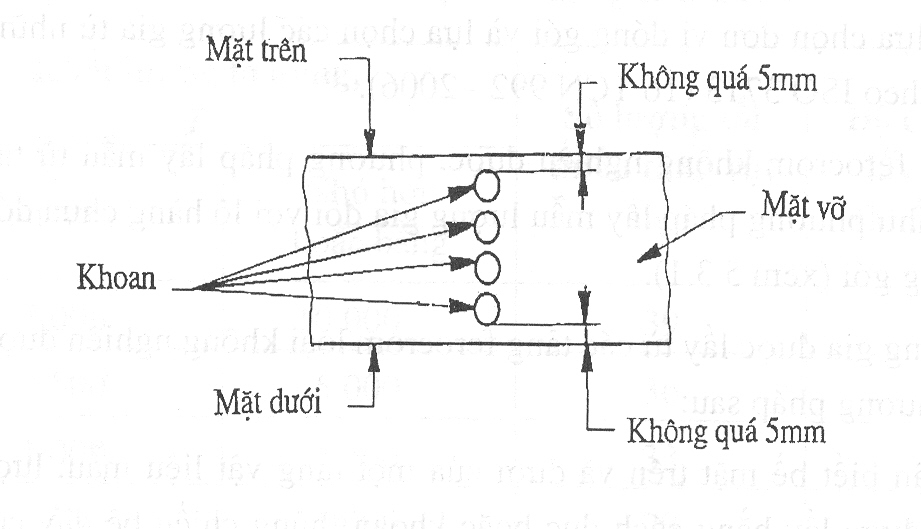 Mặt trên
Không quá 5mm
Mặt vỡ
Khoan
Mặt dưới
Không quá 5mm